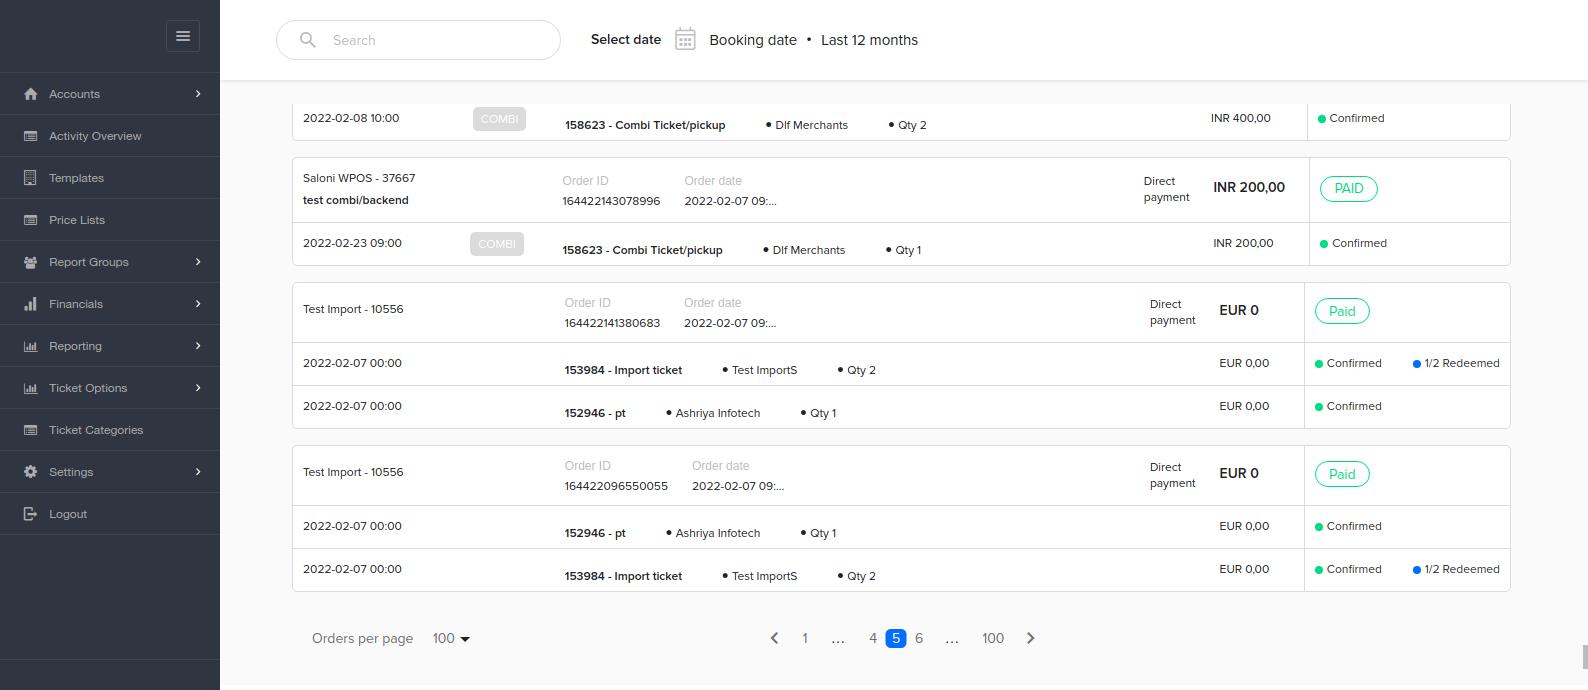 Search
Select date
Booking date • Last 12 months
Accounts
Activity Overview
Templates
Price Lists
Report Groups
Financials
Reporting
Ticket Options
Ticket Categories
Settings
Logout
2022-02-08 10:00 COMBI 158623 - Combi Ticket/pickup • Dlf Merchants • Qty 2 INR 400,00 Confirmed
Saloni WPOS - 37667 Order ID Order date Direct INR 200,00 PAID
test combi/backend 164422143078996 2022-02-07 09:... payment
2022-02-23 09:00 COMBI 158623 - Combi Ticket/pickup • Dlf Merchants • Qty 1 INR 200,00 Confirmed
Test Import - 10556 Order ID Order date Direct EUR 0 Paid
164422141380683 2022-02-07 09:... payment
2022-02-07 00:00 153984 - Import ticket • Test ImportS • Qty 2 EUR 0,00 Confirmed 1/2 Redeemed
2022-02-07 00:00 152946 - pt • Ashriya Infotech • Qty 1 EUR 0,00 Confirmed
Test Import - 10556 Order ID Order date Direct EUR 0 Paid
164422096550055 2022-02-07 09:... payment
2022-02-07 00:00 152946 - pt • Ashriya Infotech • Qty 1 EUR 0,00 Confirmed
2022-02-07 00:00 153984 - Import ticket • Test ImportS • Qty 2 EUR 0,00 Confirmed 1/2 Redeemed
Orders per page 100 1 ... 4 5 6 ... 100